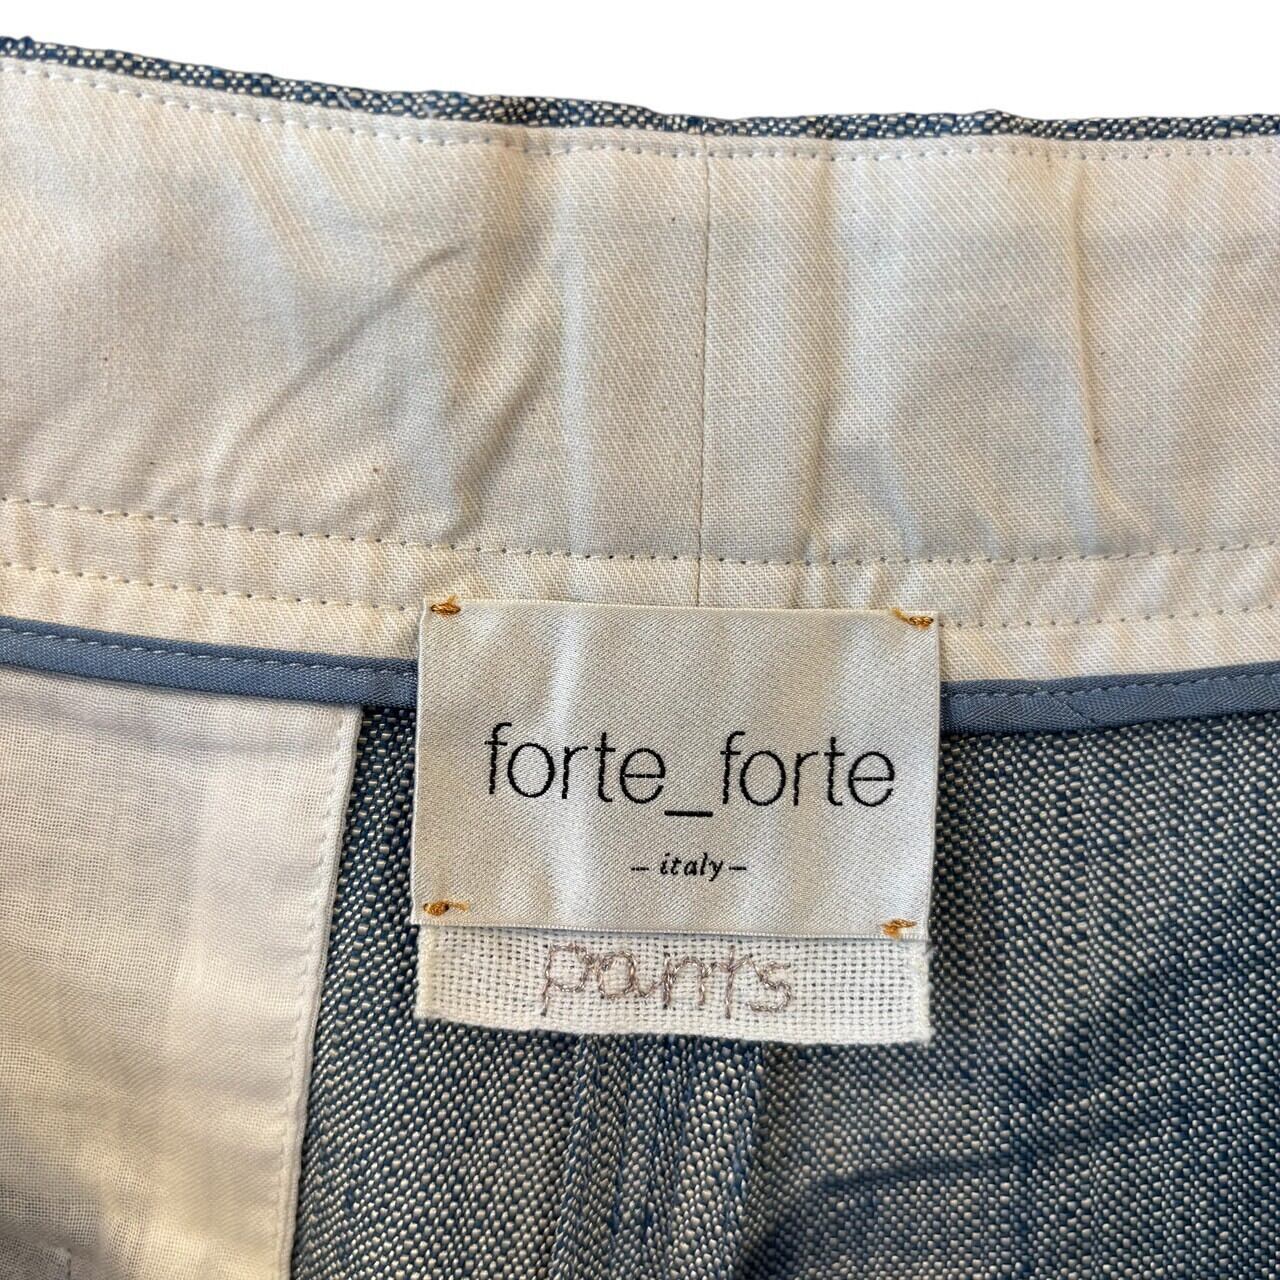 forte_forte
– italy –
pants